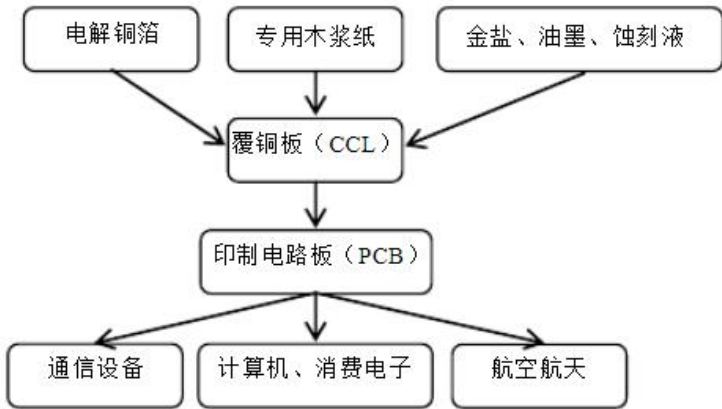 电解铜箔
专用木浆纸
金盐、油墨、蚀刻液
覆铜板（CCL）
印制电路板（PCB）
通信设备
计算机、消费电子
航空航天